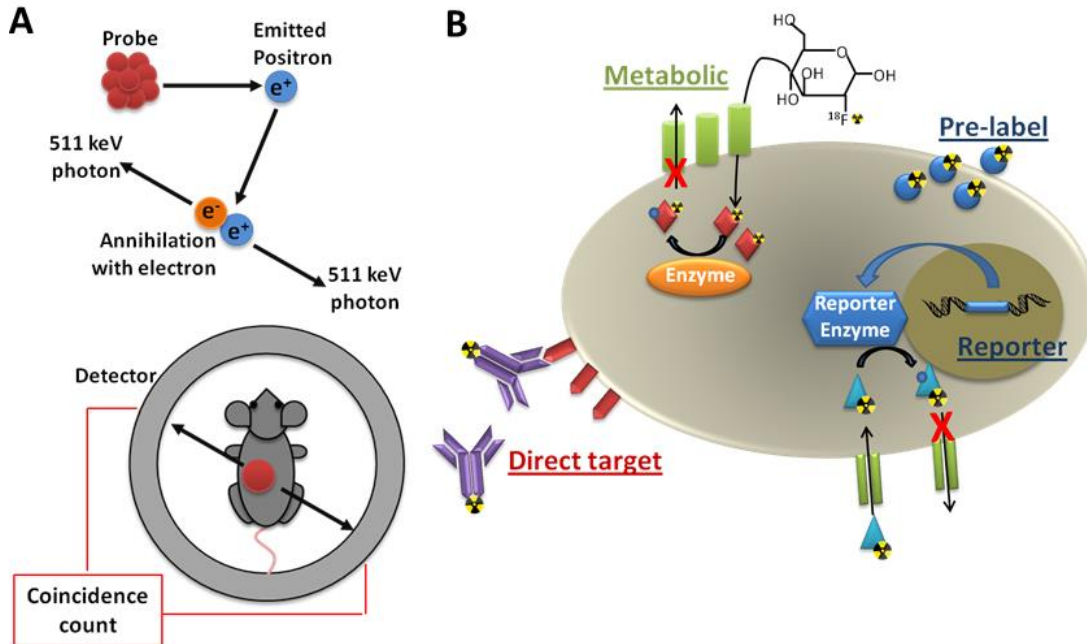 A
Probe
Emitted
Positron
e⁺
511 keV
photon
e⁻
e⁺
Annihilation
with electron
511 keV
photon
Detector
Coincidence
count
B
Metabolic
HO
O
OH
HO
OH
¹⁸F
Pre-label
X
Enzyme
Reporter
Enzyme
Reporter
X
Direct target